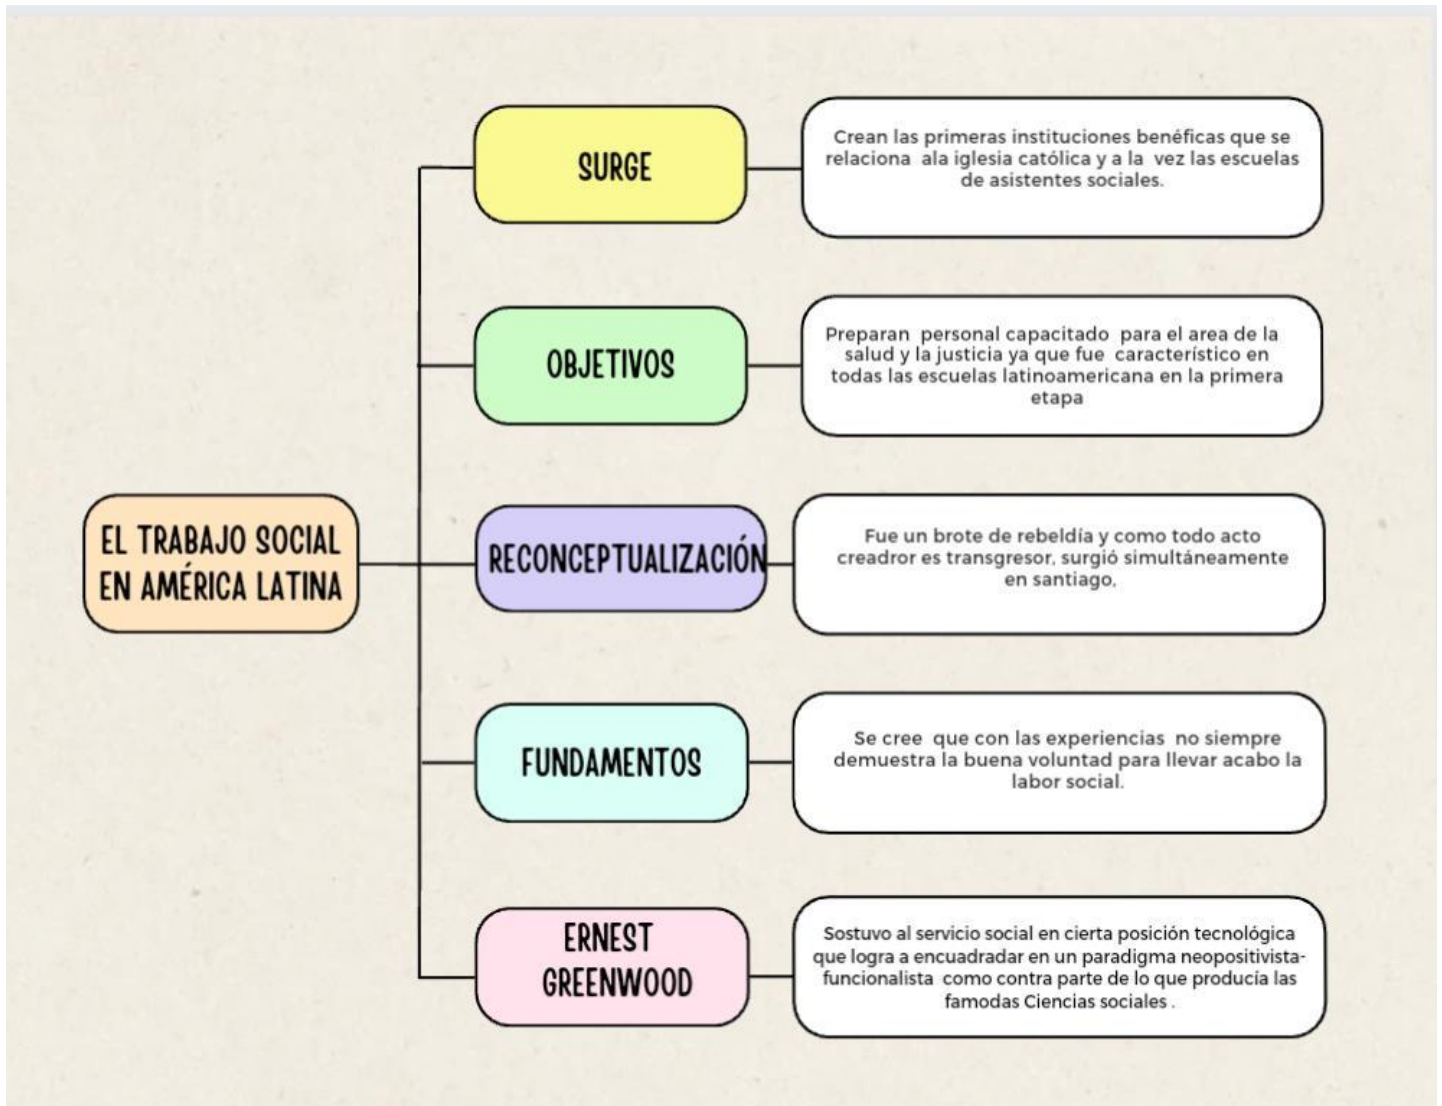 SURGE
Crean las primeras instituciones benéficas que se
relaciona ala iglesia católica y a la vez las escuelas
de asistentes sociales.
OBJETIVOS
Preparan personal capacitado para el area de la
salud y la justicia ya que fue característico en
todas las escuelas latinoamericana en la primera
etapa
EL TRABAJO SOCIAL
EN AMÉRICA LATINA
RECONCEPTUALIZACIÓN
Fue un brote de rebeldía y como todo acto
creadror es transgresor, surgió simultáneamente
en santiago,
FUNDAMENTOS
Se cree que con las experiencias no siempre
demuestra la buena voluntad para llevar acabo la
labor social.
ERNEST
GREENWOOD
Sostuvo al servicio social en cierta posición tecnológica
que logra a encuadradar en un paradigma neopositivista-
funcionalista como contra parte de lo que producía las
famodas Ciencias sociales .